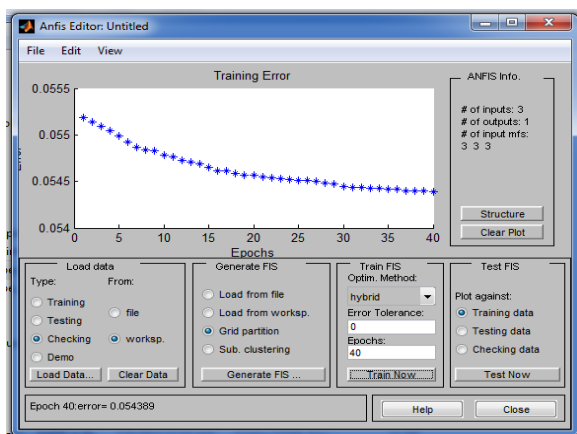 Anfis Editor: Untitled
File Edit View
Training Error
0.0555
0.055
0.0545
0.054
0 5 10 15 20 25 30 35 40
Epochs
ANFIS Info.
# of inputs: 3
# of outputs: 1
# of input mfs:
3 3 3
Structure
Clear Plot
Load data
Type: From:
Training
Testing
Checking
Demo
file
worksp.
Load Data... Clear Data
Generate FIS
Load from file
Load from worksp.
Grid partition
Sub. clustering
Generate FIS ...
Train FIS
Optim. Method:
hybrid
Error Tolerance:
0
Epochs:
40
Train Now
Test FIS
Plot against:
Training data
Testing data
Checking data
Test Now
Epoch 40:error= 0.054389
Help Close